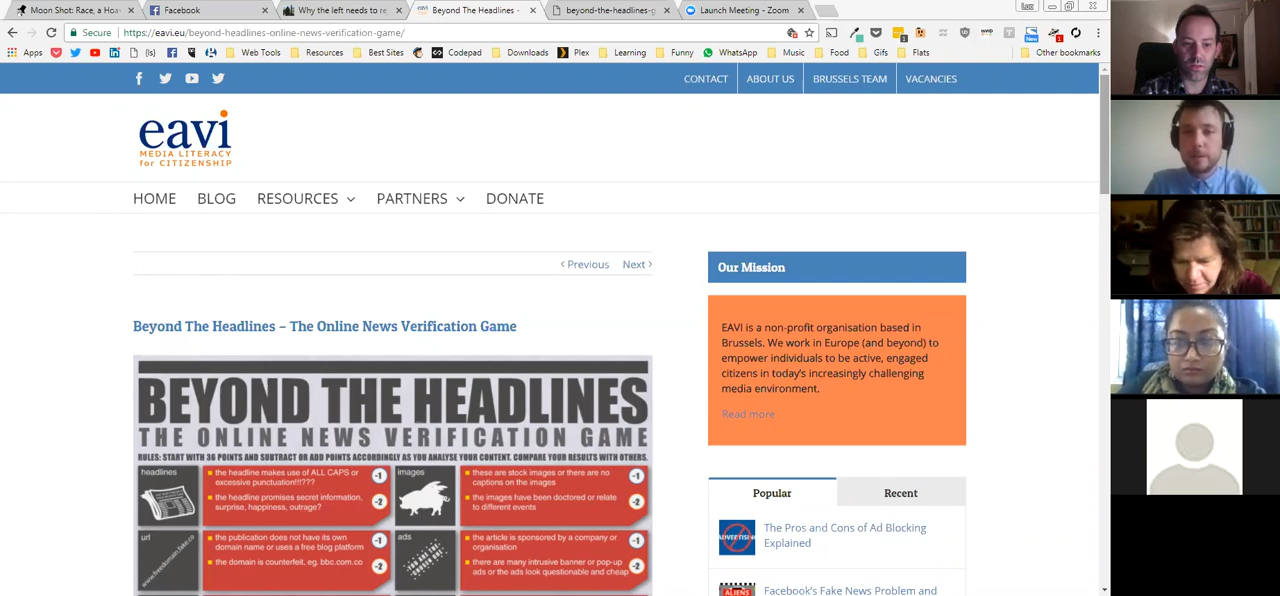 Moon Shot: Race, a Hoa
Facebook
Why the left needs to re
Beyond The Headlines -
beyond-the-headlines-g
Launch Meeting - Zoom
Secure https://eavi.eu/beyond-headlines-online-news-verification-game/
Apps
(ls)
Web Tools
Resources
Best Sites
Codepad
Downloads
Plex
Learning
Funny
WhatsApp
Music
Food
Gifs
Flats
Other bookmarks
CONTACT
ABOUT US
BRUSSELS TEAM
VACANCIES
eavi
MEDIA LITERACY
for CITIZENSHIP
HOME
BLOG
RESOURCES
PARTNERS
DONATE
< Previous
Next >
Our Mission
EAVI is a non-profit organisation based in
Brussels. We work in Europe (and beyond) to
empower individuals to be active, engaged
citizens in today's increasingly challenging
media environment.
Read more
Beyond The Headlines – The Online News Verification Game
BEYOND THE HEADLINES
THE ONLINE NEWS VERIFICATION GAME
RULES: START WITH 36 POINTS AND SUBTRACT OR ADD POINTS ACCORDINGLY AS YOU ANALYSE YOUR CONTENT. COMPARE YOUR RESULTS WITH OTHERS.
headlines
the headline makes use of ALL CAPS or
excessive punctuation!!!???
-1
the headline promises secret information,
surprise, happiness, outrage?
-2
images
these are stock images or there are no
captions on the images
-1
the images have been doctored or relate
to different events
-2
url
www.freedomain.fake.co
the publication does not have its own
domain name or uses a free blog platform
-1
the domain is counterfeit, eg. bbc.com.co
-2
ads
the article is sponsored by a company or
organisation
-1
there are many intrusive banner or pop-up
ads or the ads look questionable and cheap
-2
Popular
Recent
ADVERTISING
The Pros and Cons of Ad Blocking
Explained
ALIENS
Facebook's Fake News Problem and